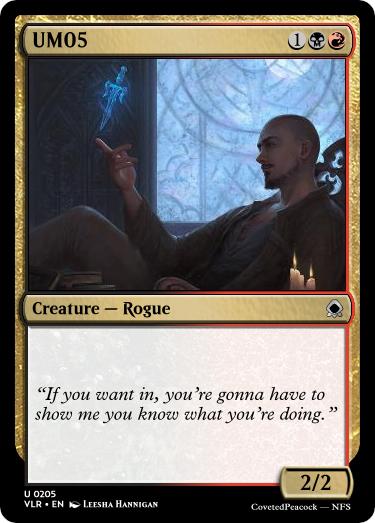 UM05 1
Creature — Rogue
“If you want in, you’re gonna have to
show me you know what you’re doing.”
2/2
U 0205
VLR • EN LEESHA HANNIGAN
CovetedPeacock — NFS